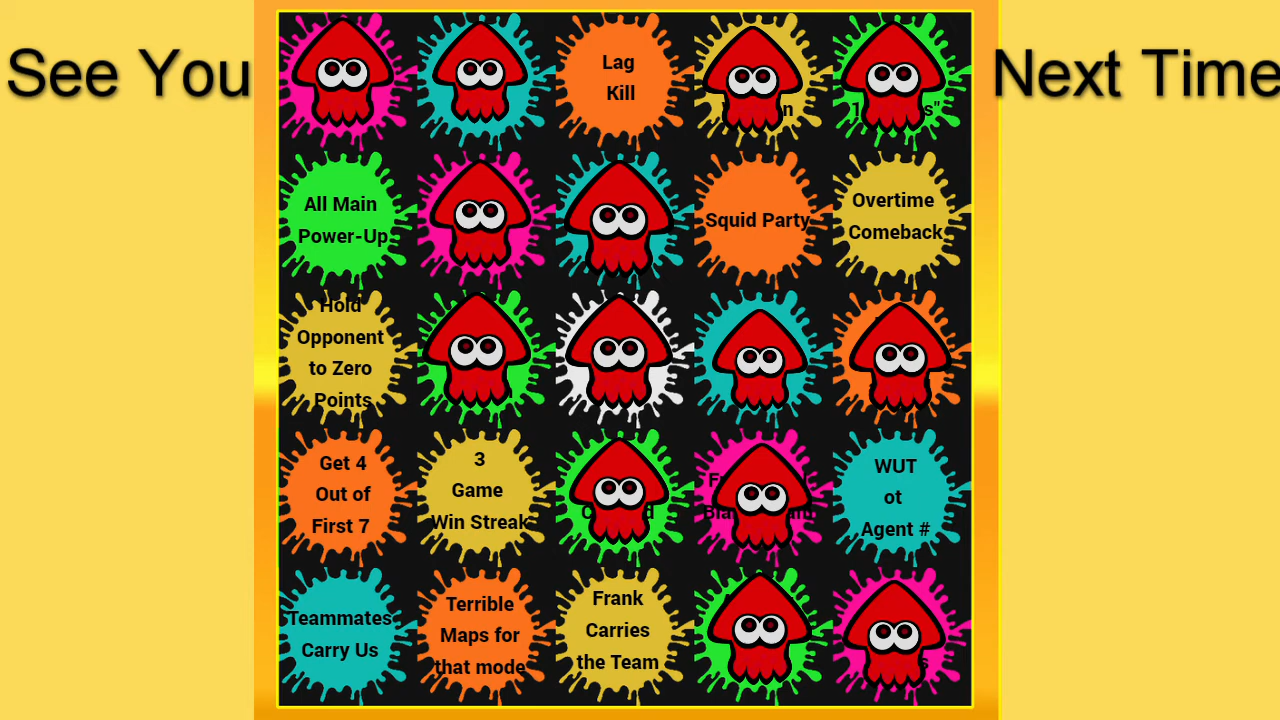 See You
Next Time
Lag
Kill
All Main
Power-Up
Squid Party
Overtime
Comeback
Hold
Opponent
to Zero
Points
Get 4
Out of
First 7
3
Game
Win Streak
WUT
ot
Agent #
Teammates
Carry Us
Terrible
Maps for
that mode
Frank
Carries
the Team